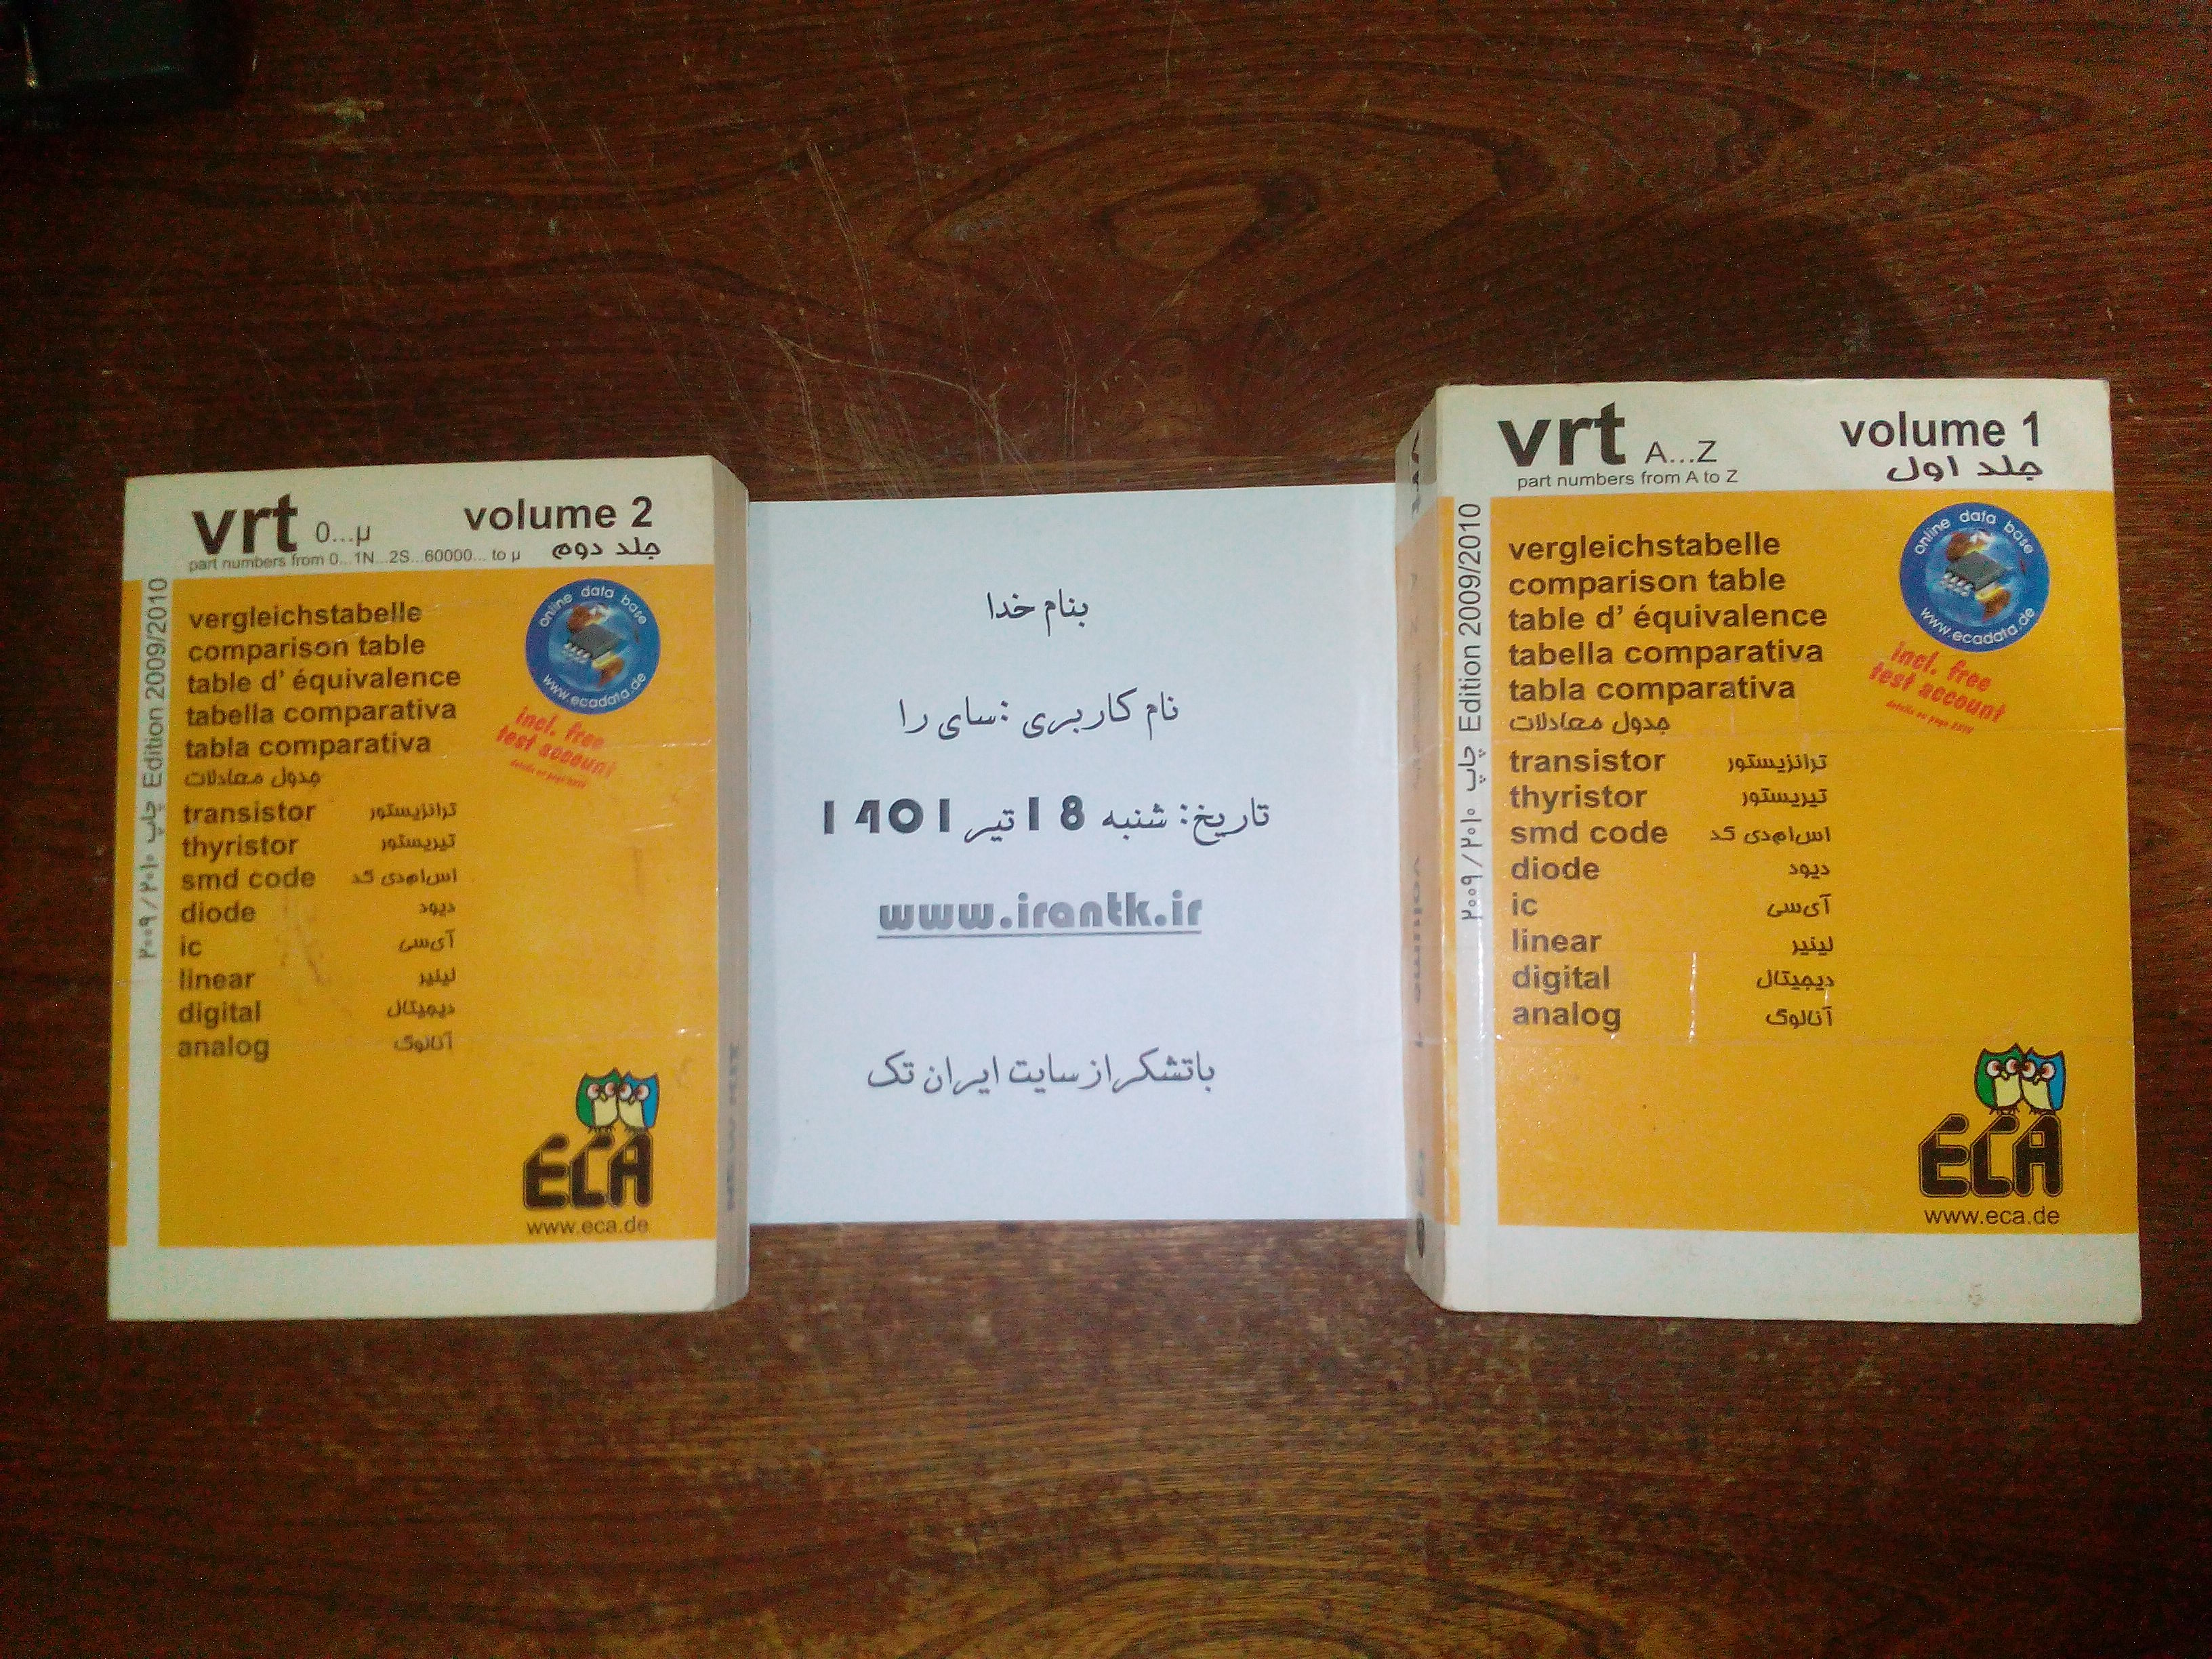 vrt 0...µ
volume 2
part numbers from 0...1N...2S...60000... to µ
جلد دوم
Edition 2009/2010 چاپ ۲۰۰۹/۲۰۱۰
vergleichstabelle
comparison table
table d' équivalence
tabella comparativa
tabla comparativa
جدول معادلات
online data base
www.ecadata.de
incl. free
test account
transistor ترانزیستور
thyristor تیریستور
smd code اس‌ام‌دی کد
diode دیود
ic آی‌سی
linear لینیر
digital دیجیتال
analog آنالوگ
ECA
www.eca.de
بنام خدا
نام کاربری :سای را
تاریخ: شنبه 18 تیر 1401
www.irantk.ir
باتشکر از سایت ایران تک
vrt A...Z
volume 1
part numbers from A to Z
جلد اول
Edition 2009/2010 چاپ ۲۰۰۹/۲۰۱۰
vergleichstabelle
comparison table
table d' équivalence
tabella comparativa
tabla comparativa
جدول معادلات
online data base
www.ecadata.de
incl. free
test account
transistor ترانزیستور
thyristor تیریستور
smd code اس‌ام‌دی کد
diode دیود
ic آی‌سی
linear لینیر
digital دیجیتال
analog آنالوگ
ECA
www.eca.de